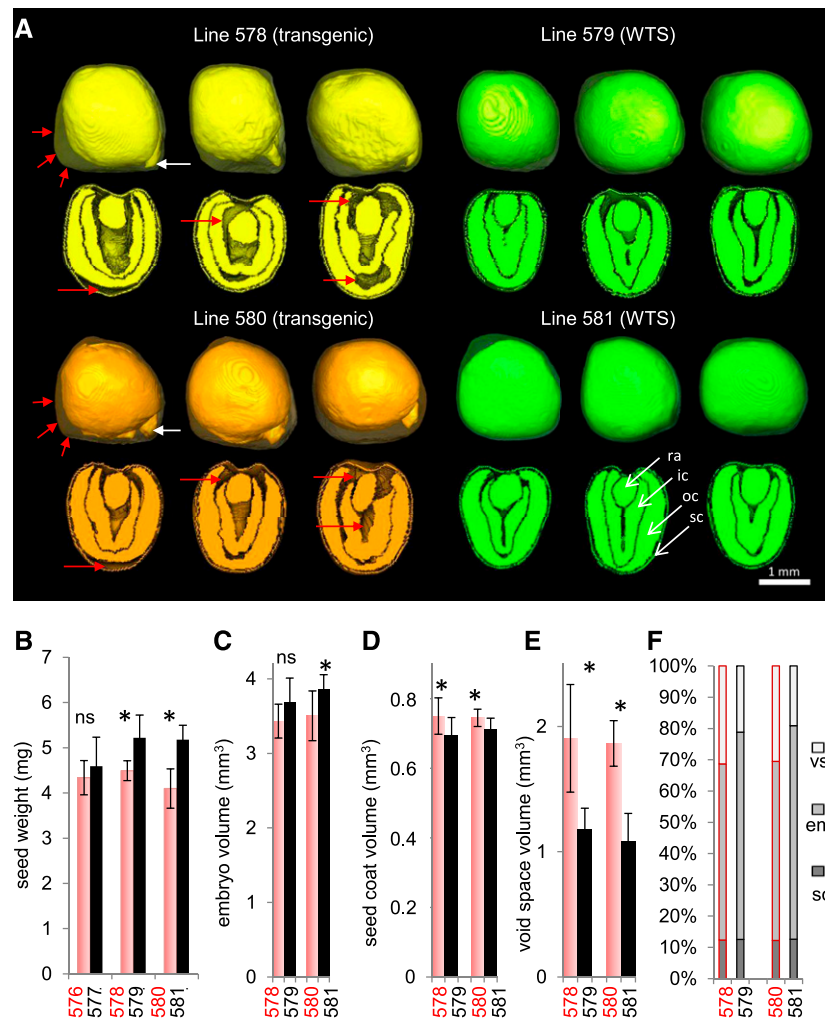 A
Line 578 (transgenic)
Line 579 (WTS)
Line 580 (transgenic)
Line 581 (WTS)
ra
ic
oc
sc
1 mm
B
seed weight (mg)
7
6
5
4
3
2
1
0
ns
*
*
576
577.
578
579.
580
581.
C
embryo volume (mm³)
4
3
2
1
0
ns
*
578
579
580
581
D
seed coat volume (mm³)
0.8
0.6
0.4
0.2
0
*
*
578
579
580
581
E
void space volume (mm³)
2
1
0
*
*
578
579
580
581
F
100%
90%
80%
70%
60%
50%
40%
30%
20%
10%
0%
578
579
580
581
vs
en